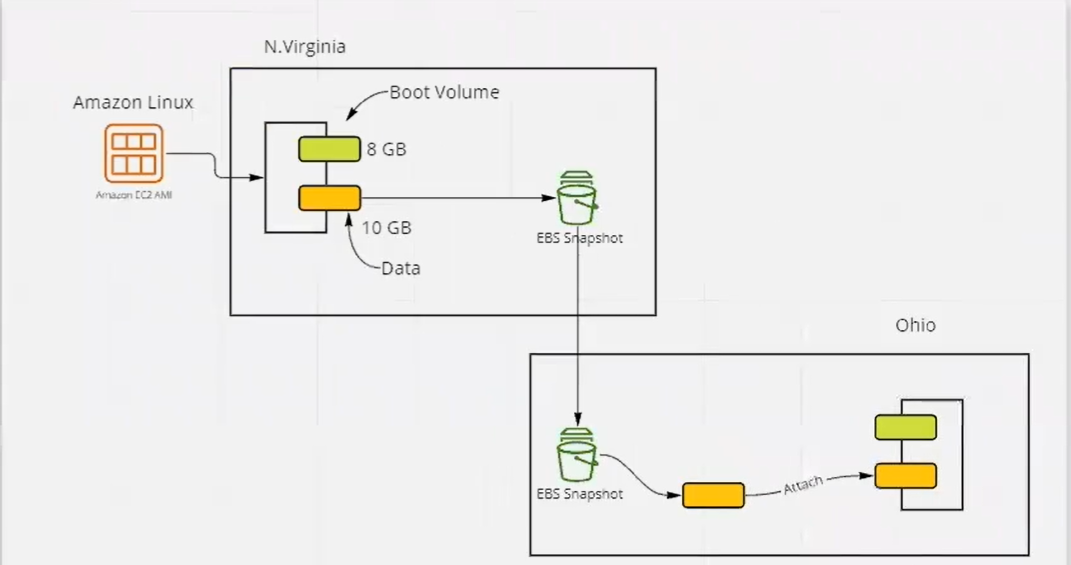 N.Virginia
Amazon Linux
Amazon EC2 AMI
Boot Volume
8 GB
10 GB
Data
EBS Snapshot
Ohio
EBS Snapshot
Attach